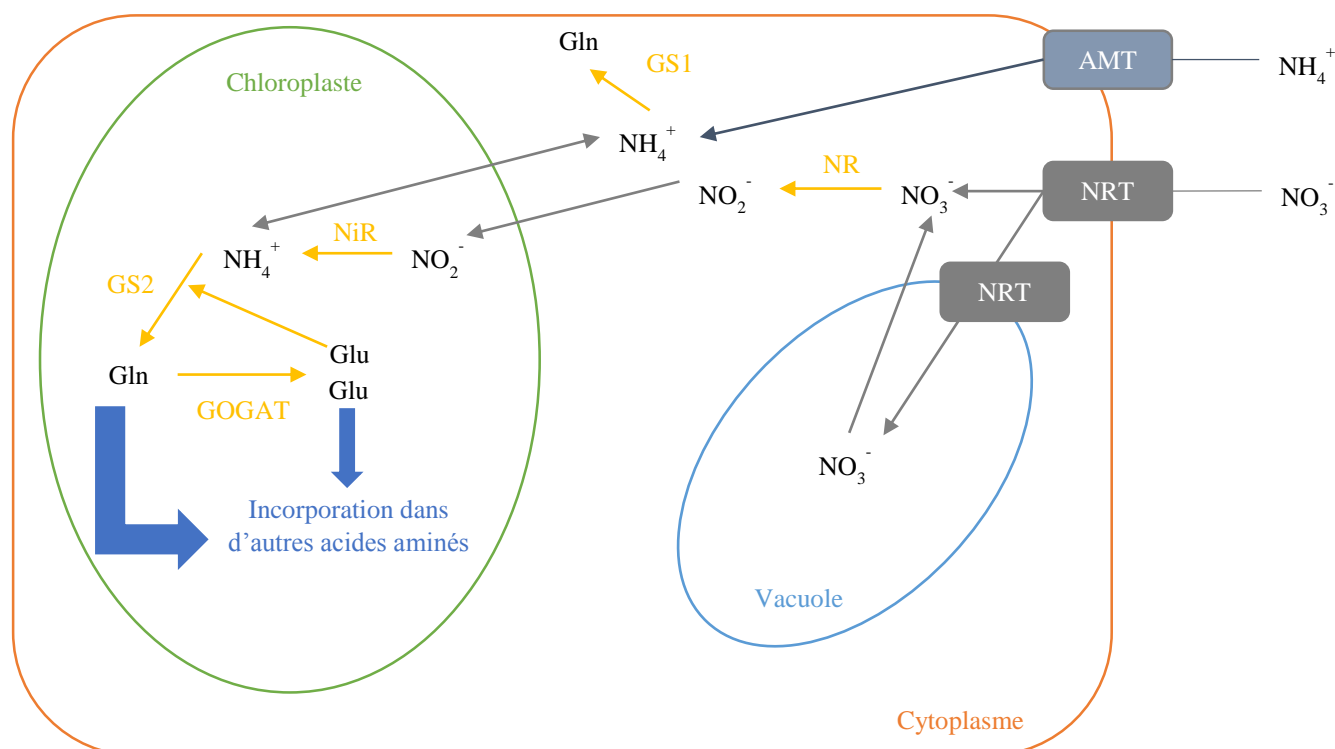 Gln
GS1
AMT
NH₄⁺
Chloroplaste
NH₄⁺
NR
NRT
NO₂⁻
NO₃⁻
NO₃⁻
NiR
NH₄⁺
NO₂⁻
GS2
NRT
Glu
Gln
Glu
GOGAT
NO₃⁻
Incorporation dans
d’autres acides aminés
Vacuole
Cytoplasme